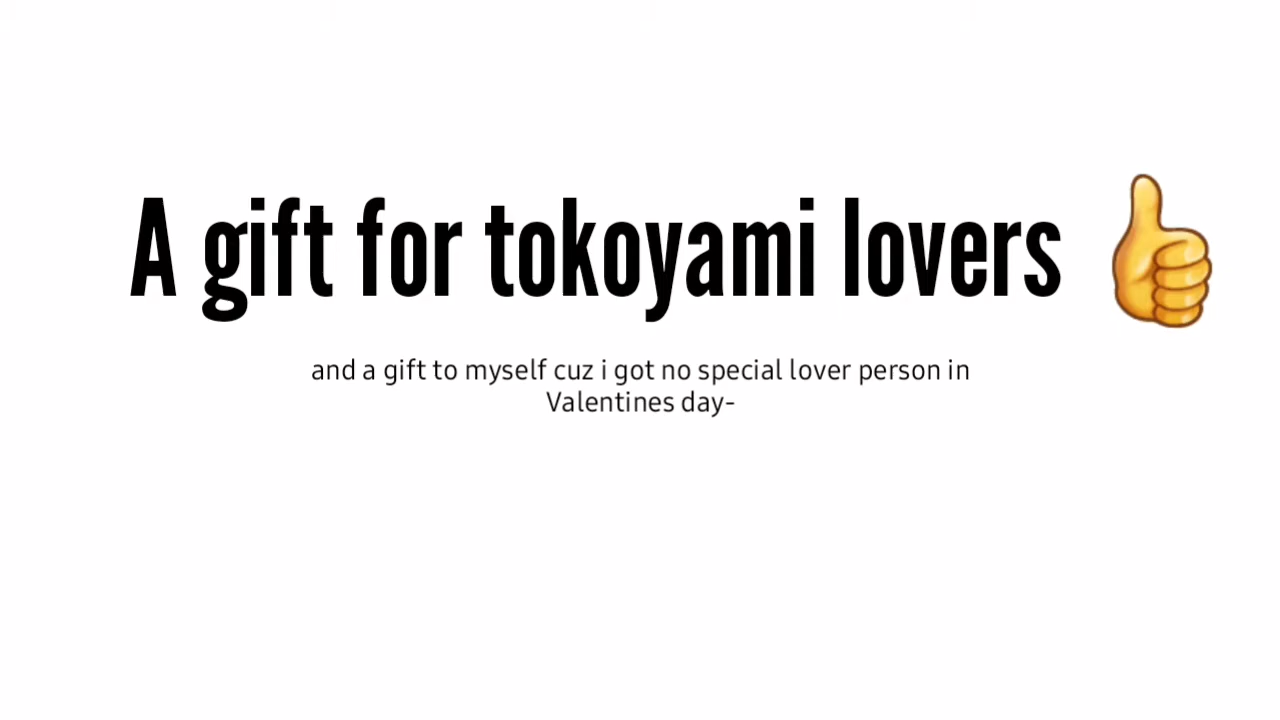 A gift for tokoyami lovers 👍
and a gift to myself cuz i got no special lover person in
Valentines day-